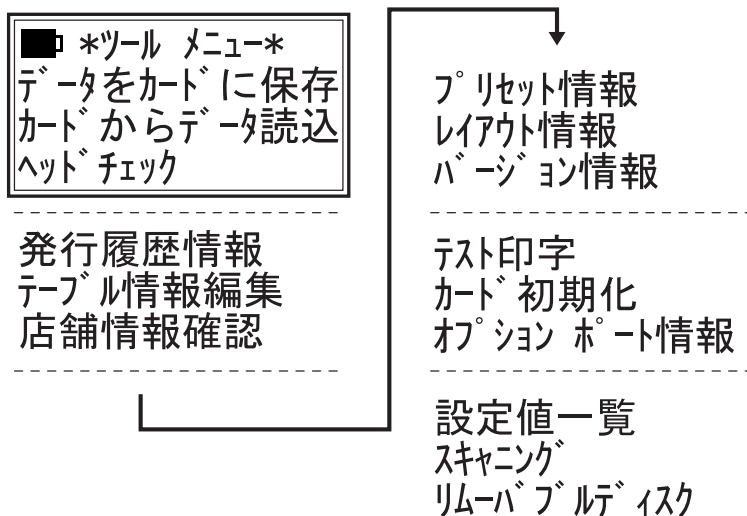 *ﾂｰﾙ ﾒﾆｭｰ*
ﾃﾞｰﾀをｶｰﾄﾞに保存
ｶｰﾄﾞからﾃﾞｰﾀ読込
ﾍｯﾄﾞﾁｪｯｸ
発行履歴情報
ﾃｰﾌﾞﾙ情報編集
店舗情報確認
ﾌﾟﾘｾｯﾄ情報
ﾚｲｱｳﾄ情報
ﾊﾞｰｼﾞｮﾝ情報
ﾃｽﾄ印字
ｶｰﾄﾞ初期化
ｵﾌﾟｼｮﾝ ﾎﾟｰﾄ情報
設定値一覧
ｽｷｬﾆﾝｸﾞ
ﾘﾑｰﾊﾞﾌﾞﾙﾃﾞｨｽｸ